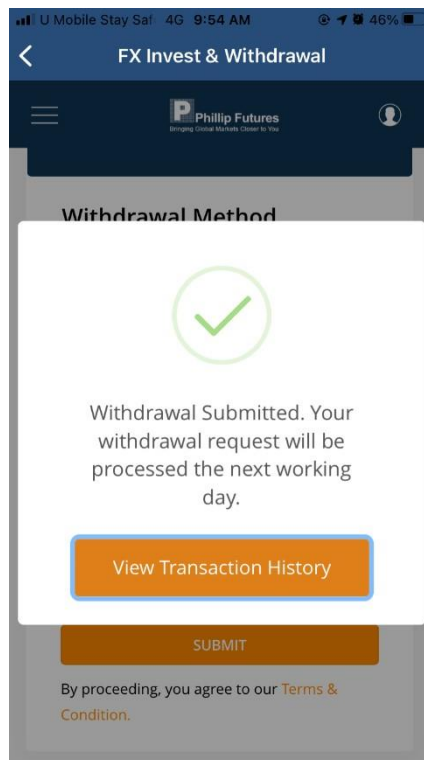 U Mobile Stay Saf 4G 9:54 AM 46%
FX Invest & Withdrawal
Phillip Futures
Bringing Global Markets Closer to You
Withdrawal Method
Withdrawal Submitted. Your
withdrawal request will be
processed the next working
day.
View Transaction History
SUBMIT
By proceeding, you agree to our Terms &
Condition.